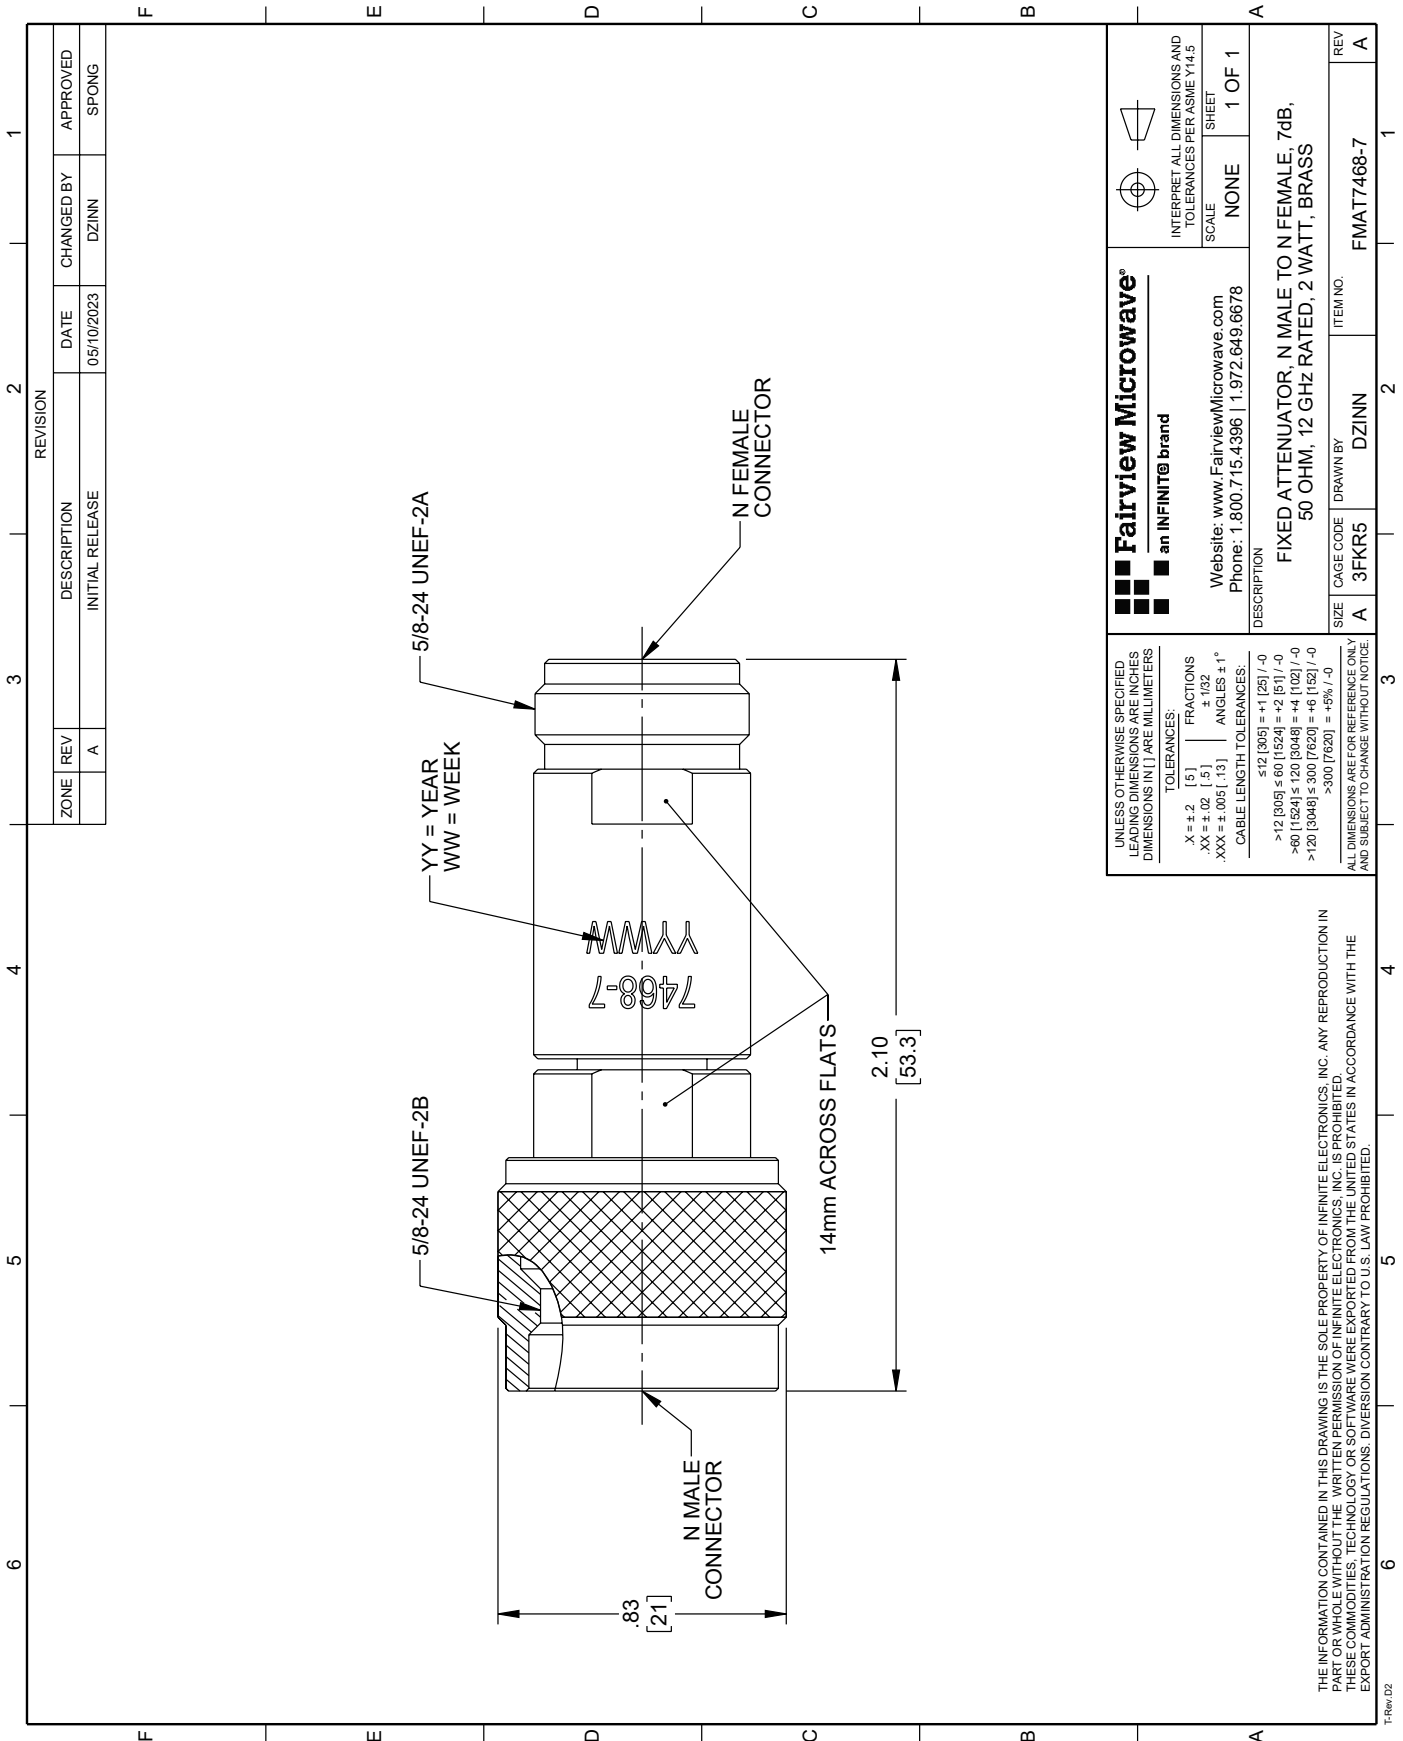 6
5
4
3
2
1
REVISION
ZONE REV DESCRIPTION DATE CHANGED BY APPROVED
A INITIAL RELEASE 05/10/2023 DZINN SPONG
F
E
D
C
B
A
F
E
D
C
B
A
5/8-24 UNEF-2B
YY = YEAR
WW = WEEK
5/8-24 UNEF-2A
7468-7
YYWW
N MALE
CONNECTOR
N FEMALE
CONNECTOR
.83
[21]
14mm ACROSS FLATS
2.10
[53.3]
THE INFORMATION CONTAINED IN THIS DRAWING IS THE SOLE PROPERTY OF INFINITE ELECTRONICS, INC. ANY REPRODUCTION IN
PART OR WHOLE WITHOUT THE WRITTEN PERMISSION OF INFINITE ELECTRONICS, INC. IS PROHIBITED.
THESE COMMODITIES, TECHNOLOGY OR SOFTWARE WERE EXPORTED FROM THE UNITED STATES IN ACCORDANCE WITH THE
EXPORT ADMINISTRATION REGULATIONS. DIVERSION CONTRARY TO U.S. LAW PROHIBITED.
UNLESS OTHERWISE SPECIFIED
LEADING DIMENSIONS ARE INCHES
DIMENSIONS IN [ ] ARE MILLIMETERS
TOLERANCES:
.X = ±.2 [5] FRACTIONS
.XX = ±.02 [.5] ± 1/32
.XXX = ±.005 [.13] ANGLES ± 1°
CABLE LENGTH TOLERANCES:
≤12 [305] = +1 [25] / -0
>12 [305] ≤ 60 [1524] = +2 [51] / -0
>60 [1524] ≤ 120 [3048] = +4 [102] / -0
>120 [3048] ≤ 300 [7620] = +6 [152] / -0
>300 [7620] = +5% / -0
ALL DIMENSIONS ARE FOR REFERENCE ONLY
AND SUBJECT TO CHANGE WITHOUT NOTICE.
Fairview Microwave®
an INFINITE brand
Website: www.FairviewMicrowave.com
Phone: 1.800.715.4396 | 1.972.649.6678
INTERPRET ALL DIMENSIONS AND
TOLERANCES PER ASME Y14.5
SCALE
NONE
SHEET
1 OF 1
DESCRIPTION
FIXED ATTENUATOR, N MALE TO N FEMALE, 7dB,
50 OHM, 12 GHz RATED, 2 WATT, BRASS
SIZE
A
CAGE CODE
3FKR5
DRAWN BY
DZINN
ITEM NO.
FMAT7468-7
REV
A
T-Rev.D2
6
5
4
3
2
1